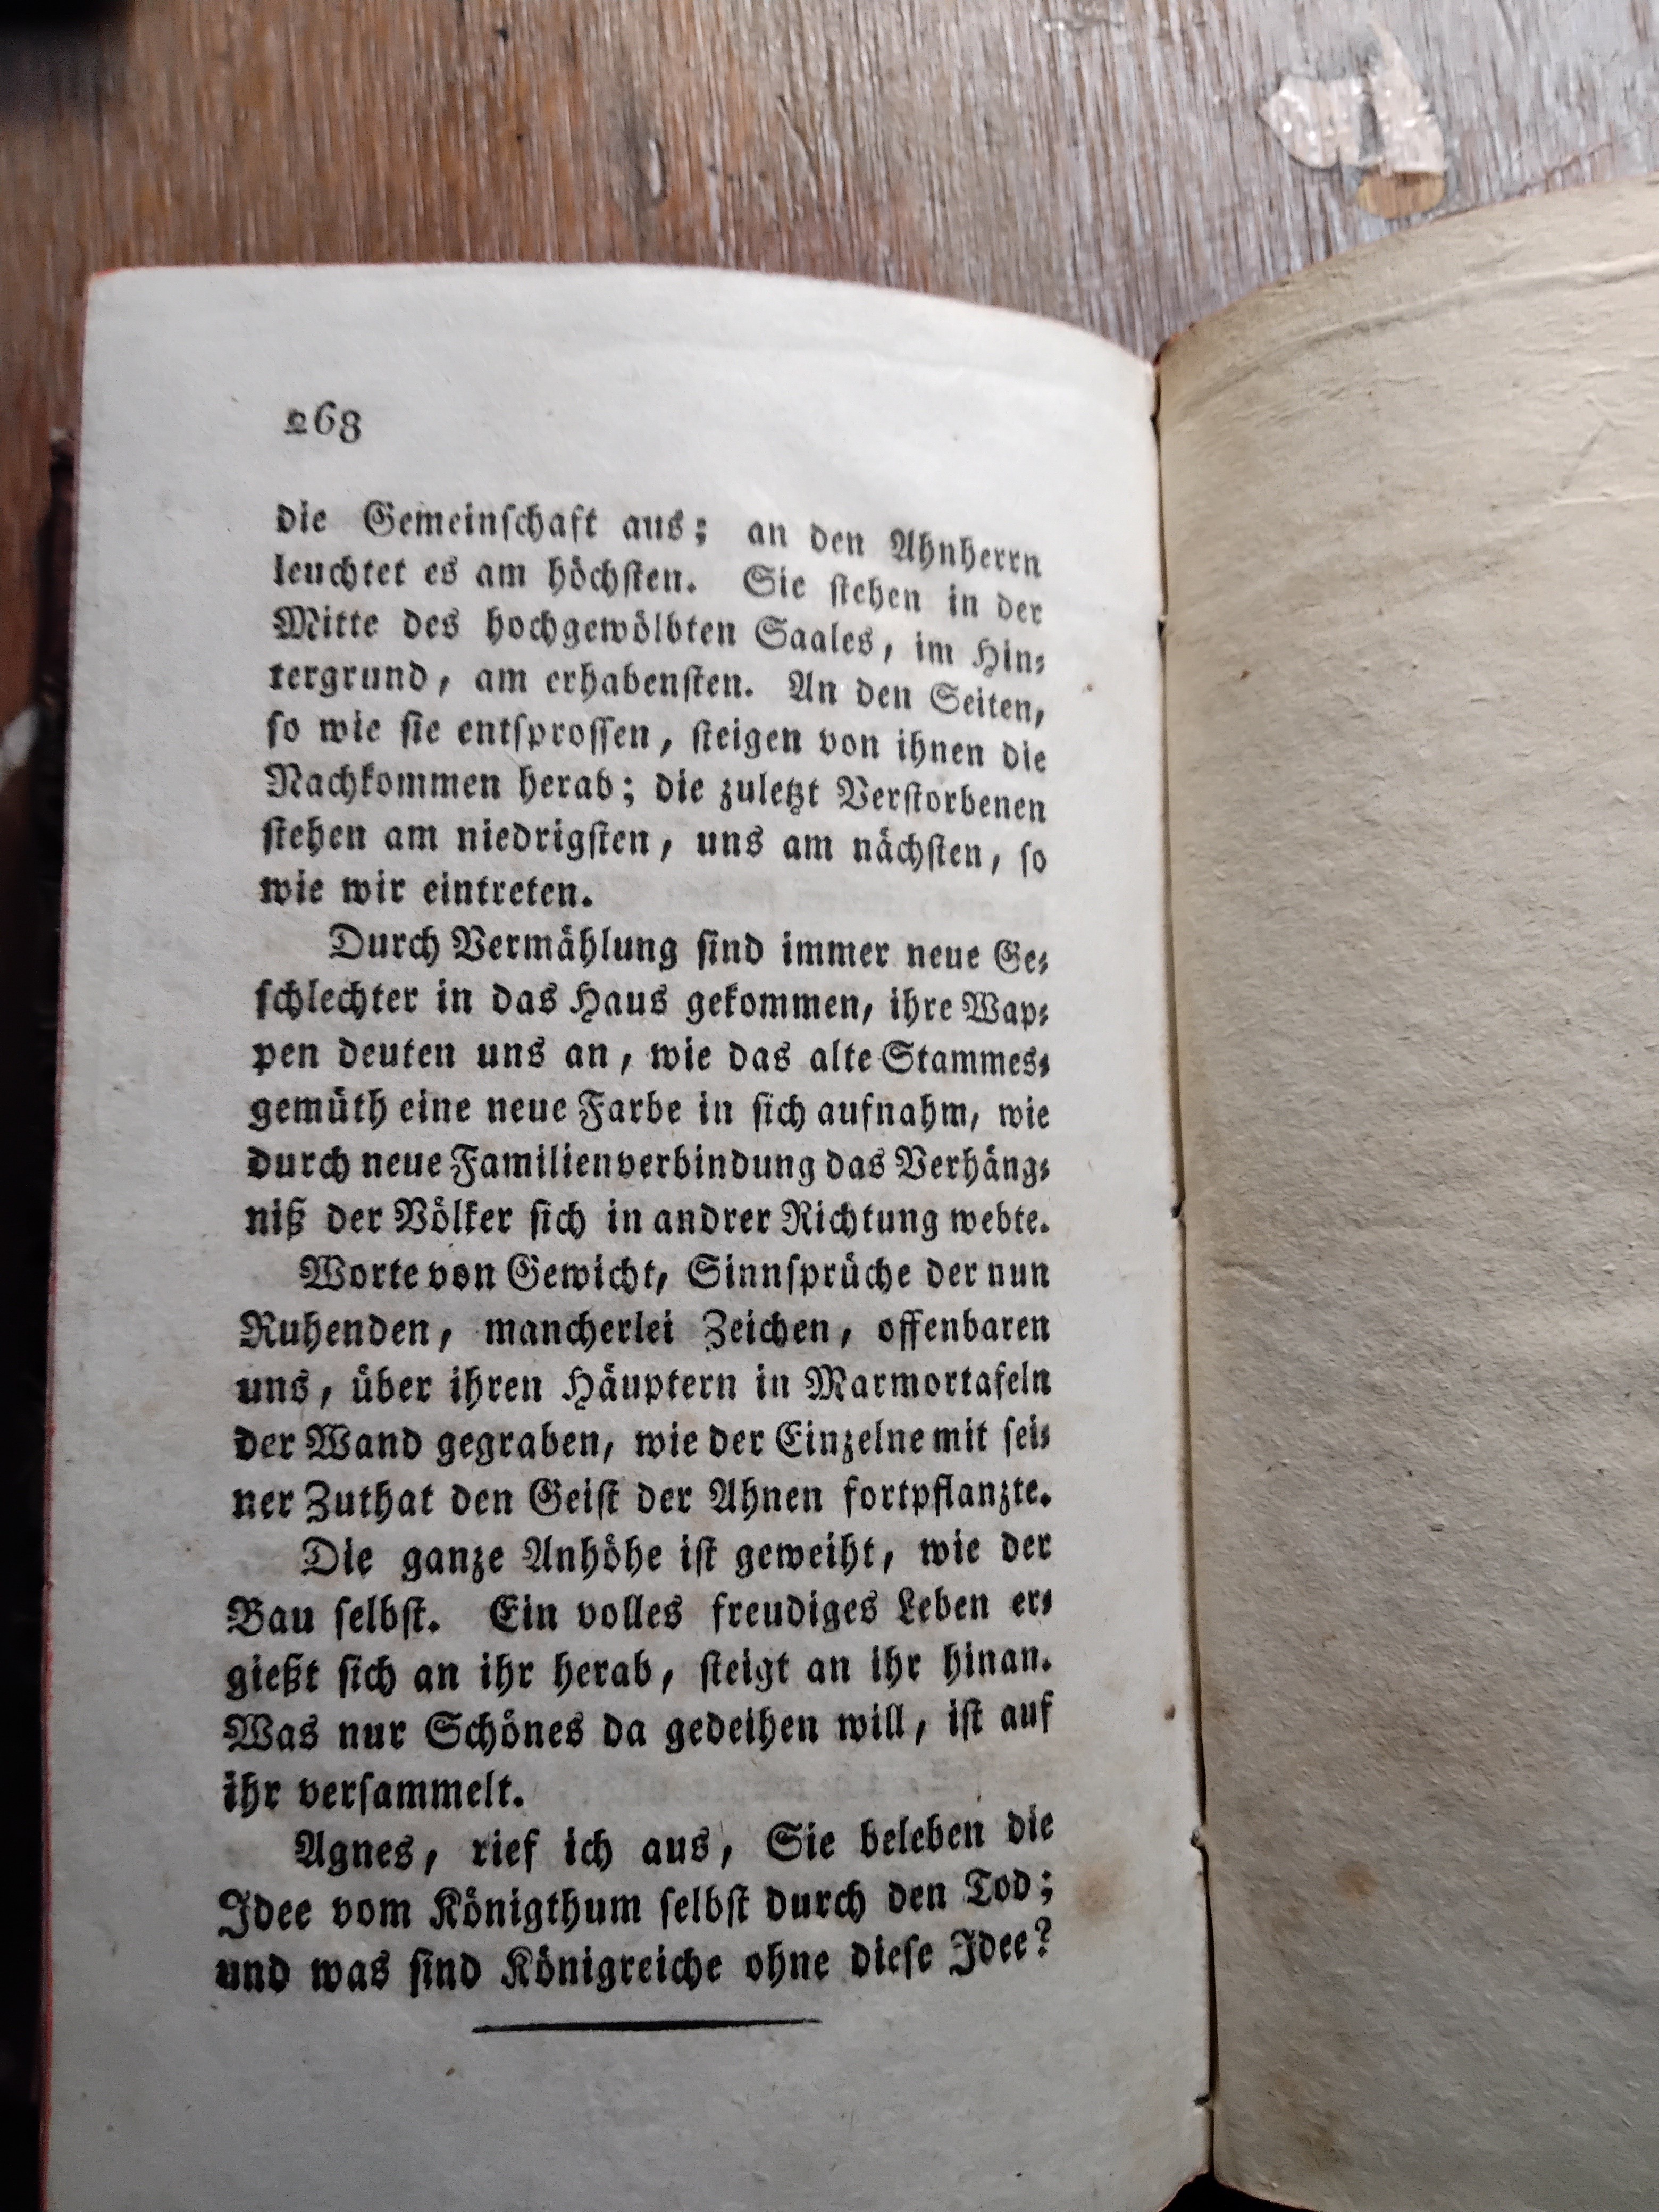 268
die Gemeinſchaft aus; an den Ahnherrn
leuchtet es am höchſten. Sie ſtehen in der
Mitte des hochgewölbten Saales, im Hin⸗
tergrund, am erhabenſten. An den Seiten,
ſo wie ſie entſproſſen, ſteigen von ihnen die
Nachkommen herab; die zuletzt Verſtorbenen
ſtehen am niedrigſten, uns am nächſten, ſo
wie wir eintreten.
Durch Vermählung ſind immer neue Ge⸗
ſchlechter in das Haus gekommen, ihre Wap⸗
pen deuten uns an, wie das alte Stammes⸗
gemüth eine neue Farbe in ſich aufnahm, wie
durch neue Familienverbindung das Verhäng⸗
niß der Völker ſich in andrer Richtung webte.
Worte von Gewicht, Sinnſprüche der nun
Ruhenden, mancherlei Zeichen, offenbaren
uns, über ihren Häuptern in Marmortafeln
der Wand gegraben, wie der Einzelne mit ſei⸗
ner Zuthat den Geiſt der Ahnen fortpflanzte.
Die ganze Anhöhe iſt geweiht, wie der
Bau ſelbſt. Ein volles freudiges Leben er⸗
gießt ſich an ihr herab, ſteigt an ihr hinan.
Was nur Schönes da gedeihen will, iſt auf
ihr verſammelt.
Agnes, rief ich aus, Sie beleben die
Idee vom Königthum ſelbſt durch den Tod;
und was ſind Königreiche ohne dieſe Idee?